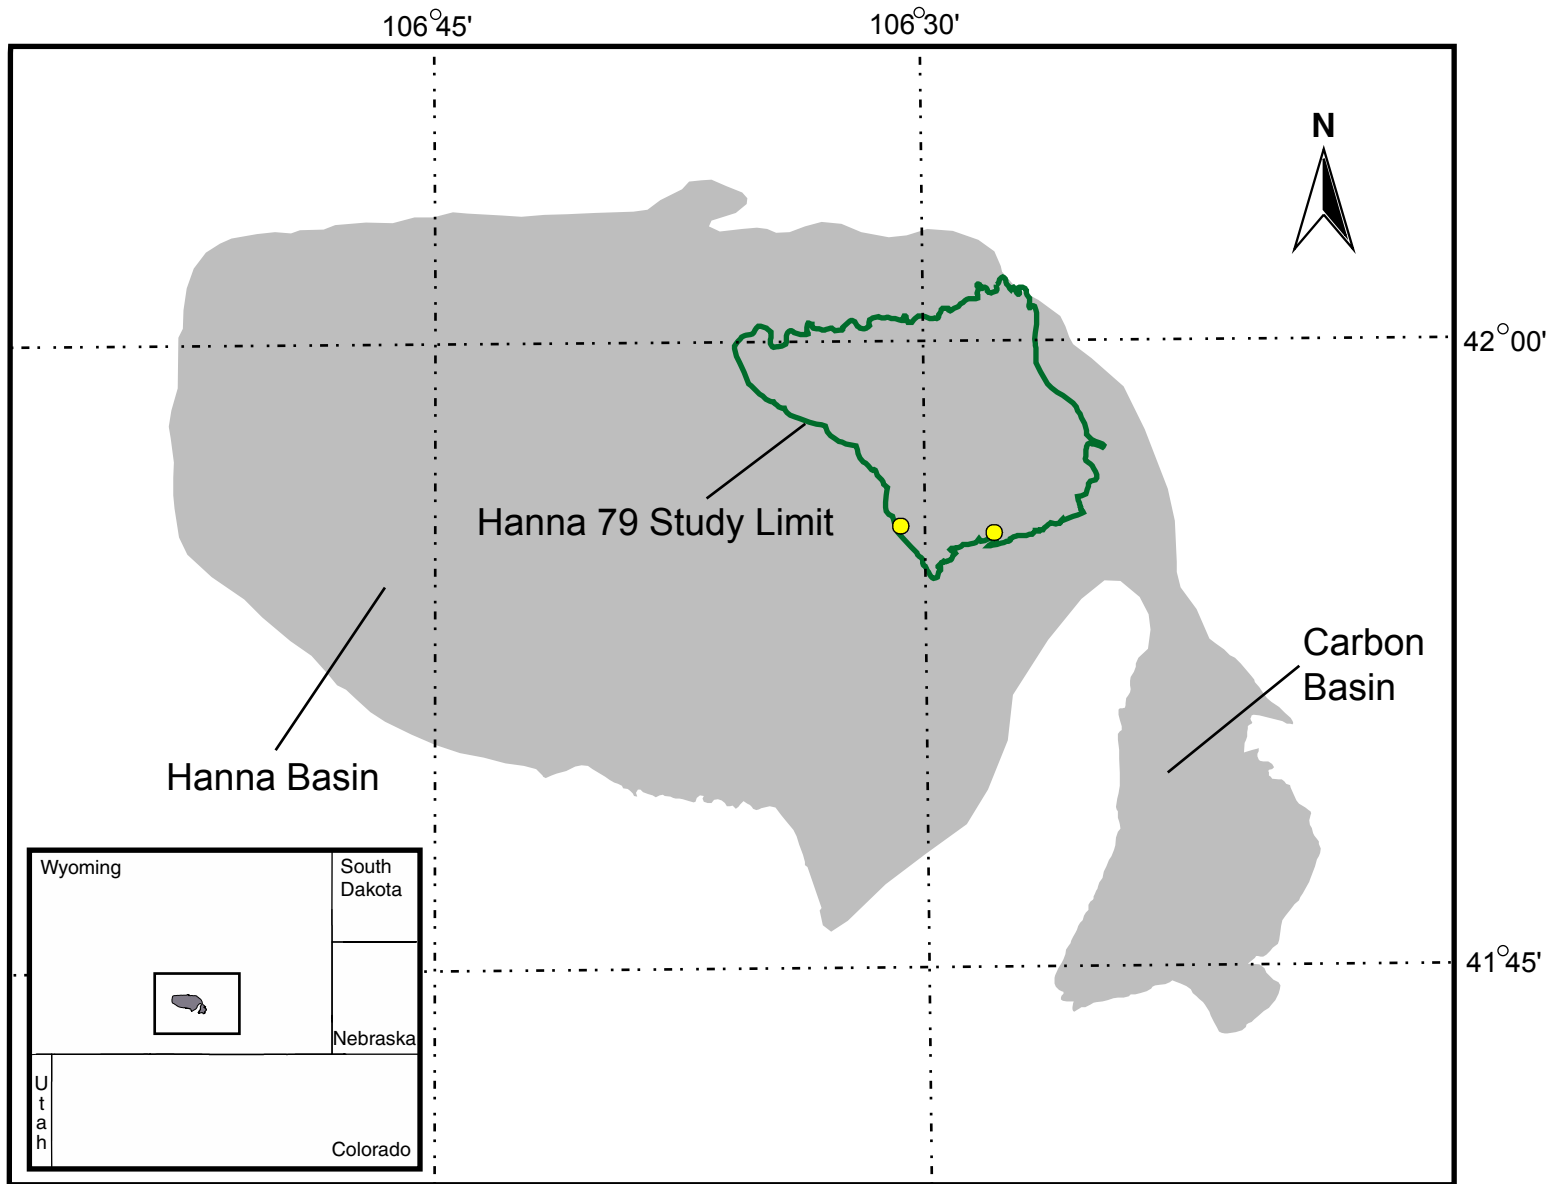 106°45'
106°30'
N
42°00'
Hanna 79 Study Limit
Carbon
Basin
Hanna Basin
Wyoming
South
Dakota
41°45'
Nebraska
Utah
Colorado